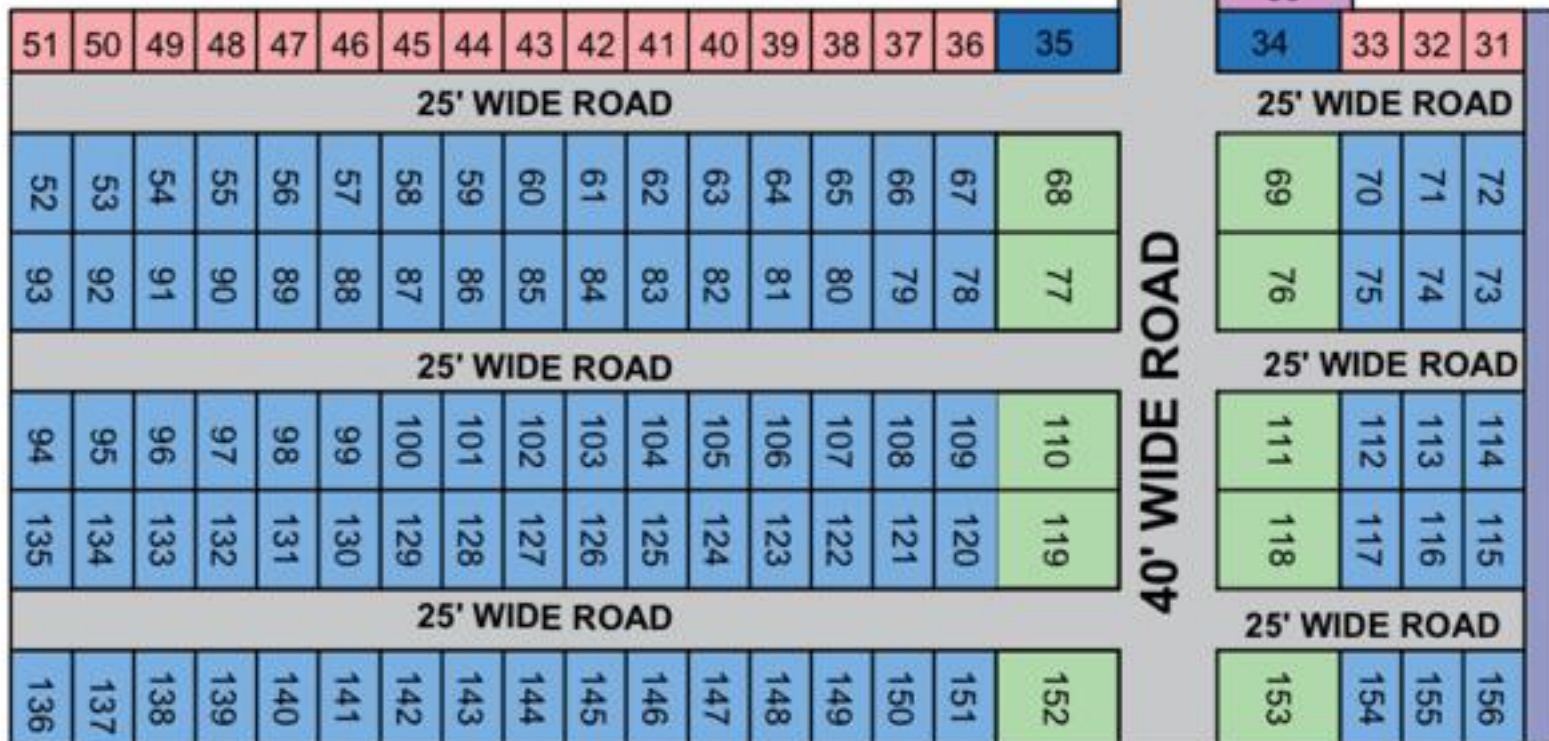 51 50 49 48 47 46 45 44 43 42 41 40 39 38 37 36 35 34 33 32 31
25' WIDE ROAD 25' WIDE ROAD
52 53 54 55 56 57 58 59 60 61 62 63 64 65 66 67 68 69 70 71 72
93 92 91 90 89 88 87 86 85 84 83 82 81 80 79 78 77 76 75 74 73
40' WIDE ROAD
25' WIDE ROAD 25' WIDE ROAD
94 95 96 97 98 99 100 101 102 103 104 105 106 107 108 109 110 111 112 113 114
135 134 133 132 131 130 129 128 127 126 125 124 123 122 121 120 119 118 117 116 115
25' WIDE ROAD 25' WIDE ROAD
136 137 138 139 140 141 142 143 144 145 146 147 148 149 150 151 152 153 154 155 156